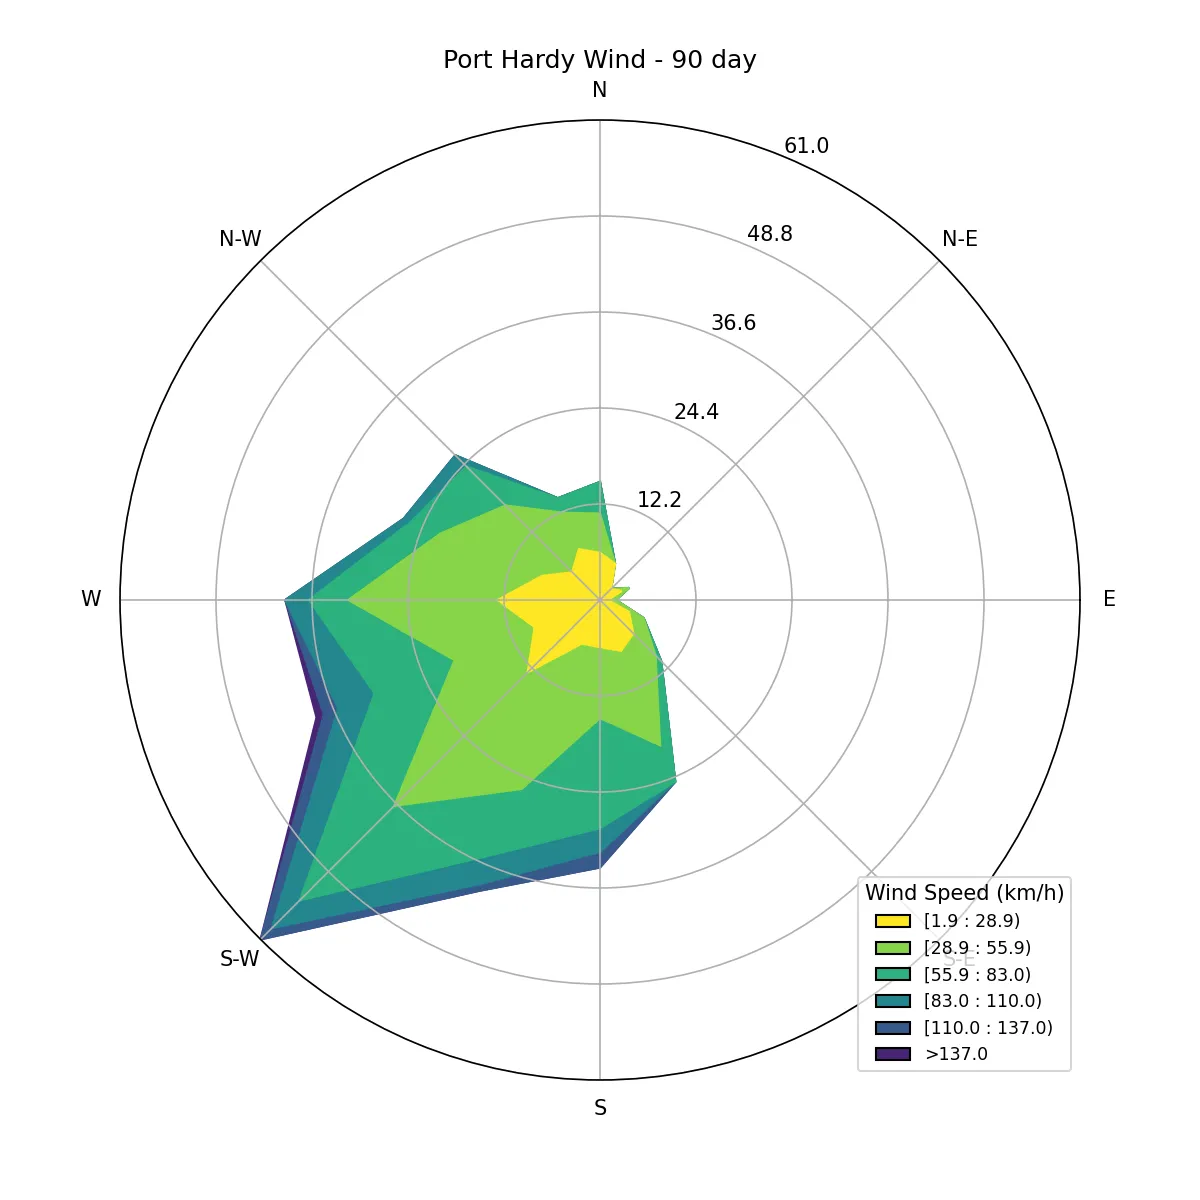 Port Hardy Wind - 90 day
N
61.0
N-W
N-E
48.8
36.6
24.4
12.2
W
E
S-W
S-E
S
Wind Speed (km/h)
[1.9 : 28.9)
[28.9 : 55.9)
[55.9 : 83.0)
[83.0 : 110.0)
[110.0 : 137.0)
>137.0